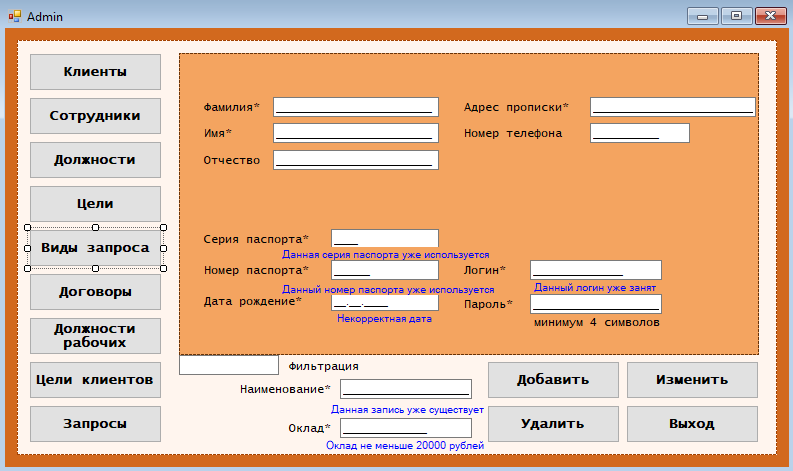 Admin
Клиенты
Сотрудники
Должности
Цели
Виды запроса
Договоры
Должности
рабочих
Цели клиентов
Запросы
Фамилия*
Адрес прописки*
Имя*
Номер телефона
Отчество
Серия паспорта*
Данная серия паспорта уже используется
Номер паспорта*
Логин*
Данный номер паспорта уже используется
Данный логин уже занят
Дата рождение*
__.__.____
Пароль*
Некорректная дата
минимум 4 символов
Фильтрация
Наименование*
Данная запись уже существует
Оклад*
Оклад не меньше 20000 рублей
Добавить
Изменить
Удалить
Выход